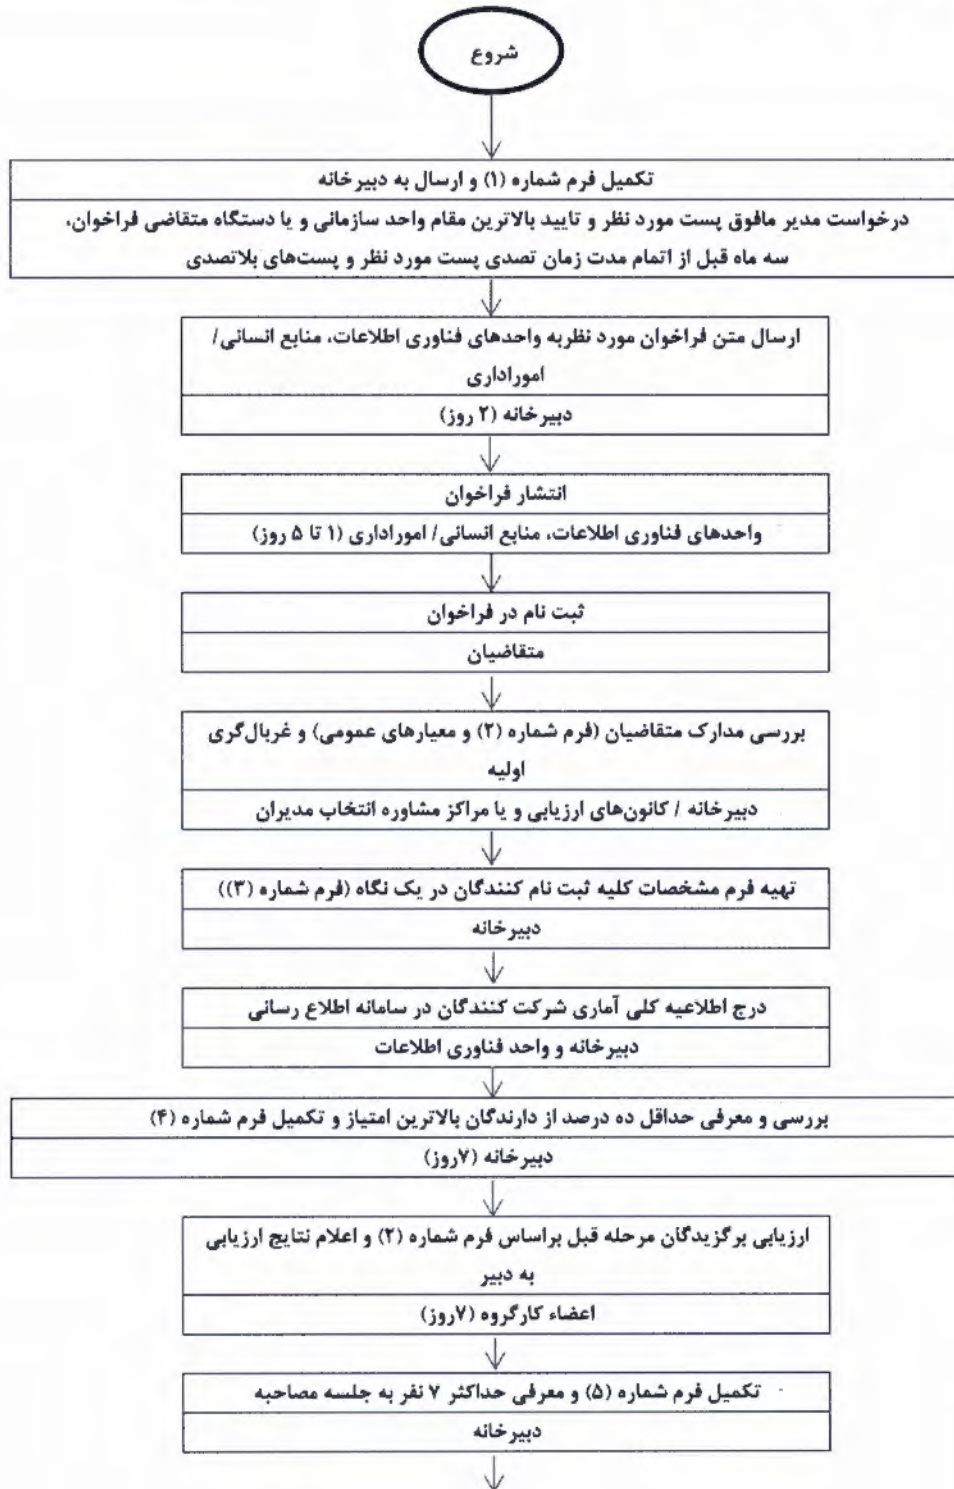 شروع
تکمیل فرم شماره (۱) و ارسال به دبیرخانه
درخواست مدیر مافوق پست مورد نظر و تایید بالاترین مقام واحد سازمانی و یا دستگاه متقاضی فراخوان،
سه ماه قبل از اتمام مدت زمان تصدی پست مورد نظر و پست‌های بلاتصدی
ارسال متن فراخوان مورد نظربه واحدهای فناوری اطلاعات، منابع انسانی/
اموراداری
دبیرخانه (۲ روز)
انتشار فراخوان
واحدهای فناوری اطلاعات، منابع انسانی/ اموراداری (۱ تا ۵ روز)
ثبت نام در فراخوان
متقاضیان
بررسی مدارک متقاضیان (فرم شماره (۲) و معیارهای عمومی) و غربال‌گری
اولیه
دبیرخانه / کانون‌های ارزیابی و یا مراکز مشاوره انتخاب مدیران
تهیه فرم مشخصات کلیه ثبت نام کنندگان در یک نگاه (فرم شماره (۳))
دبیرخانه
درج اطلاعیه کلی آماری شرکت کنندگان در سامانه اطلاع رسانی
دبیرخانه و واحد فناوری اطلاعات
بررسی و معرفی حداقل ده درصد از دارندگان بالاترین امتیاز و تکمیل فرم شماره (۴)
دبیرخانه (۷روز)
ارزیابی برگزیدگان مرحله قبل براساس فرم شماره (۲) و اعلام نتایج ارزیابی
به دبیر
اعضاء کارگروه (۷روز)
تکمیل فرم شماره (۵) و معرفی حداکثر ۷ نفر به جلسه مصاحبه
دبیرخانه